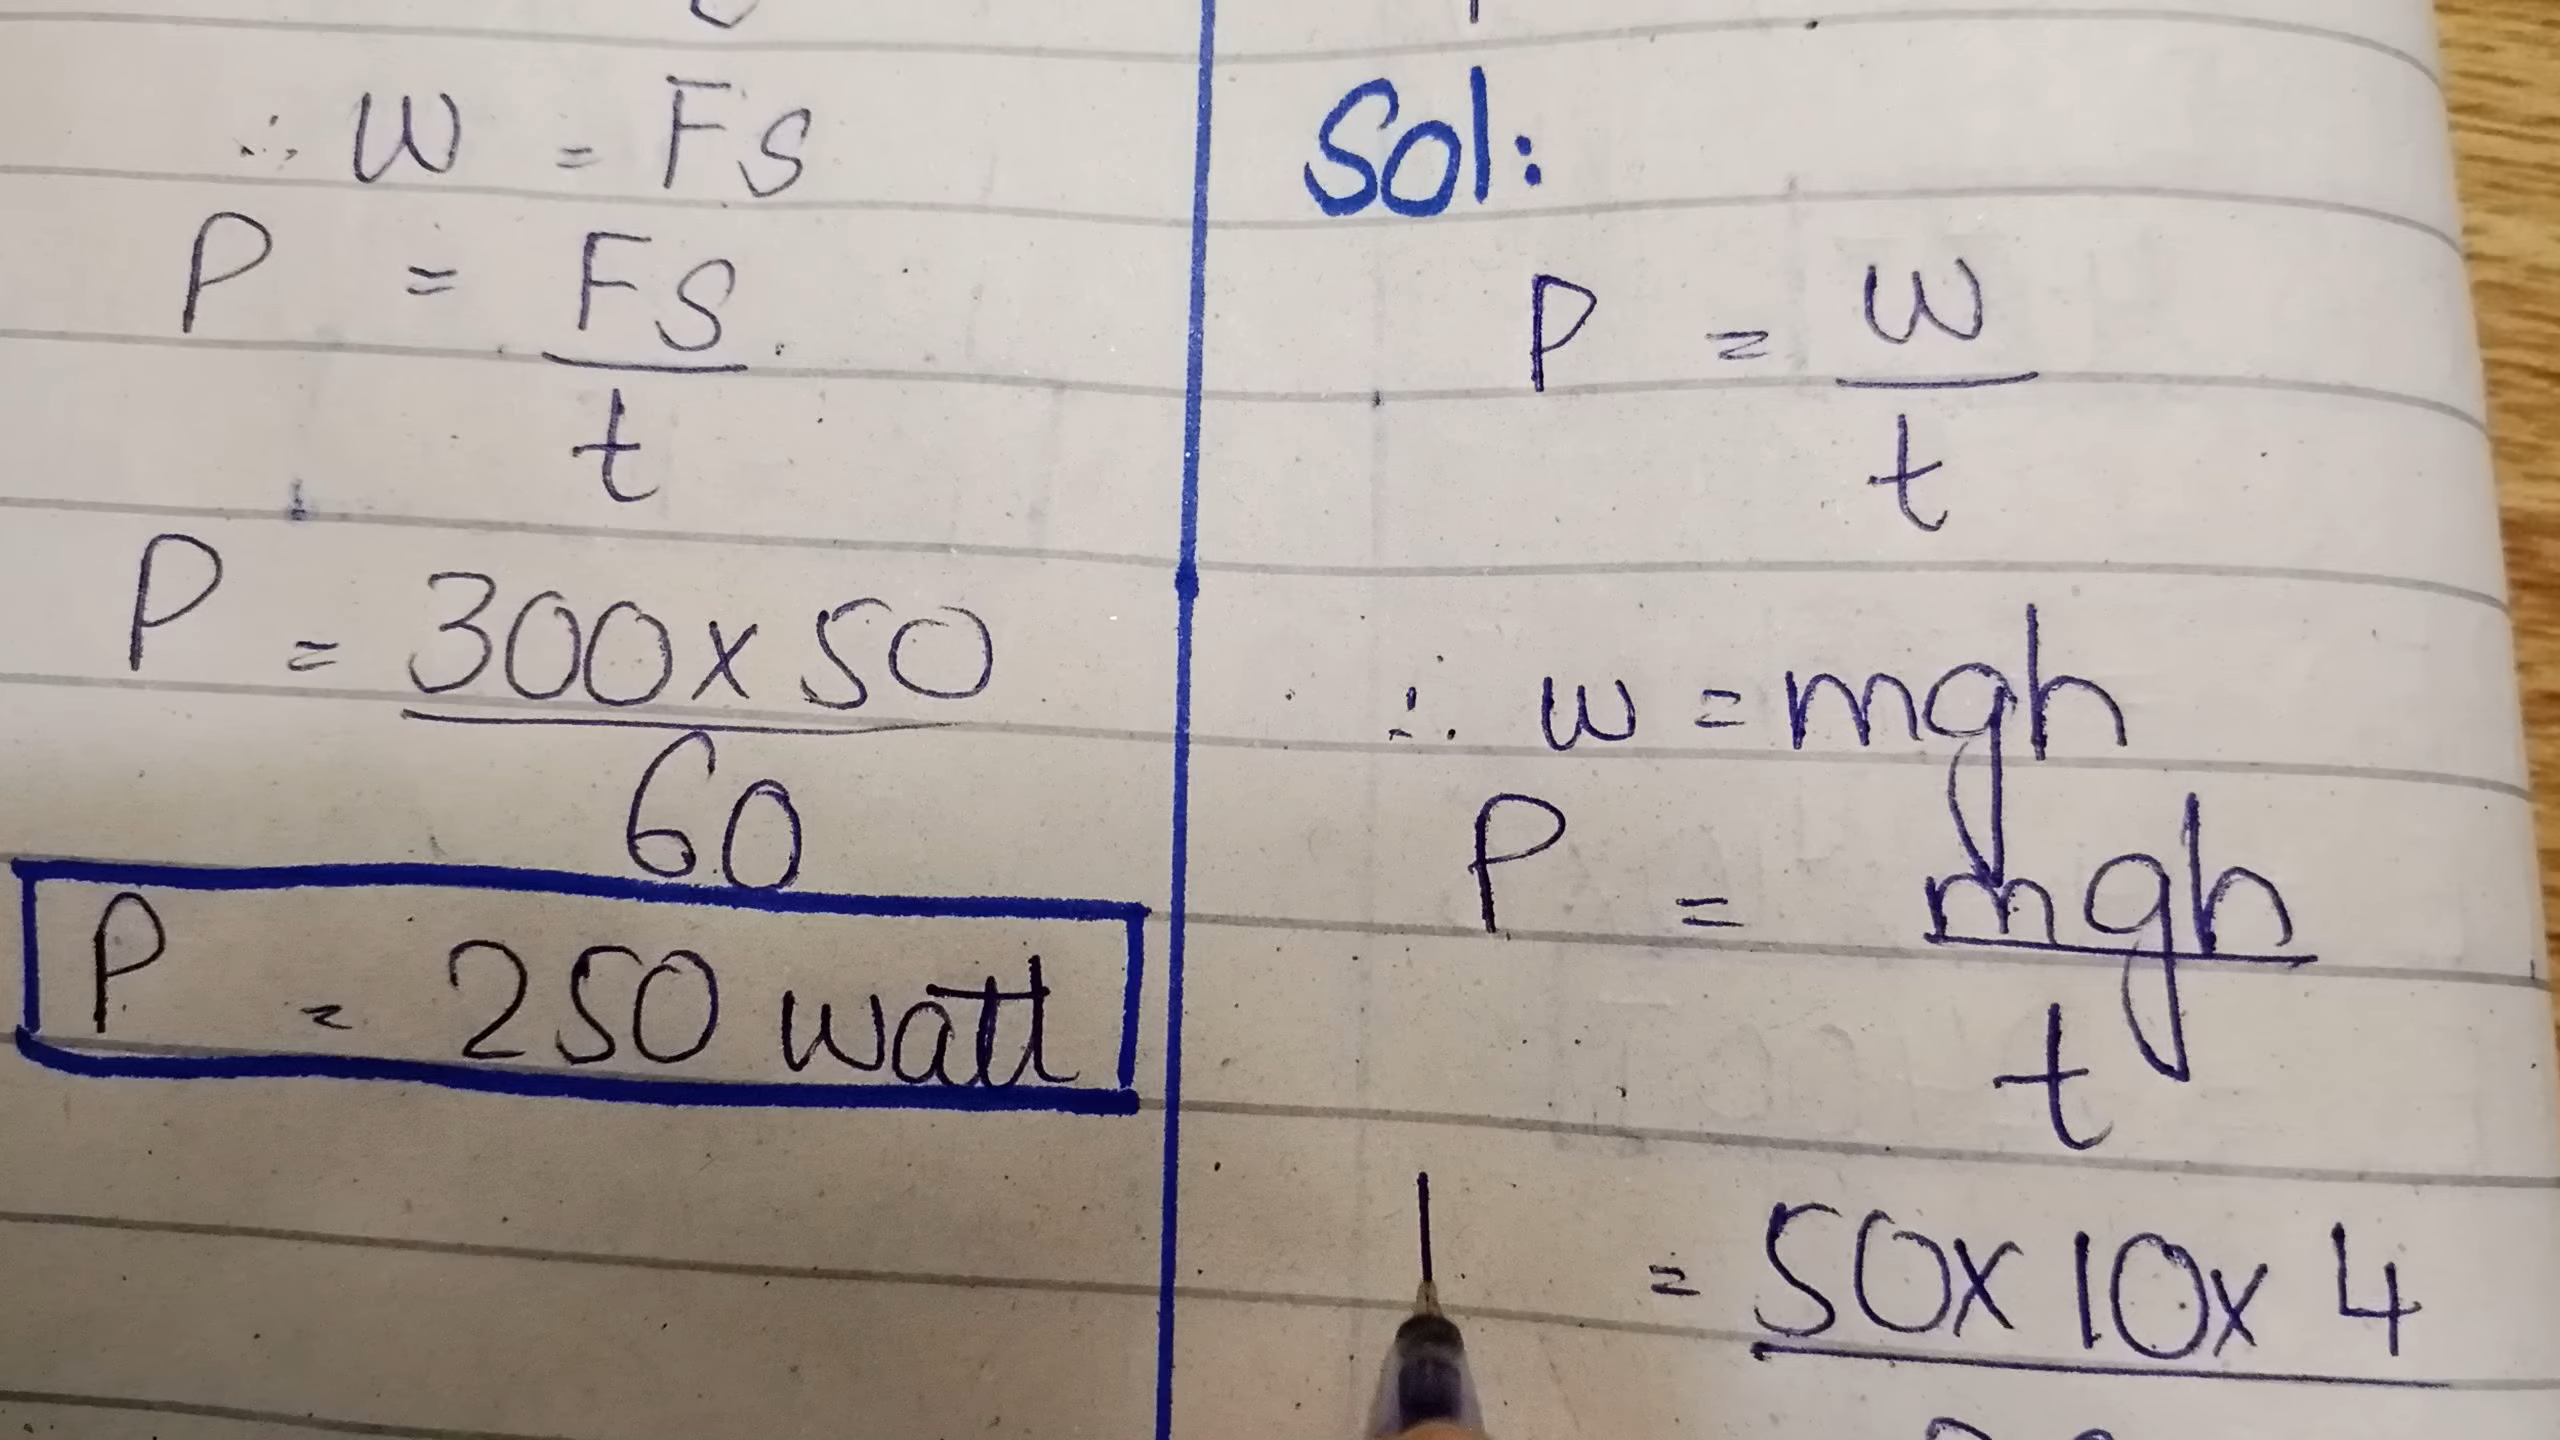 ∴ W = FS
P = FS
t
P = 300 x 50
60
P = 250 watt
Sol:
P = W
t
∴ W = mgh
P = mgh
t
= 50 x 10 x 4